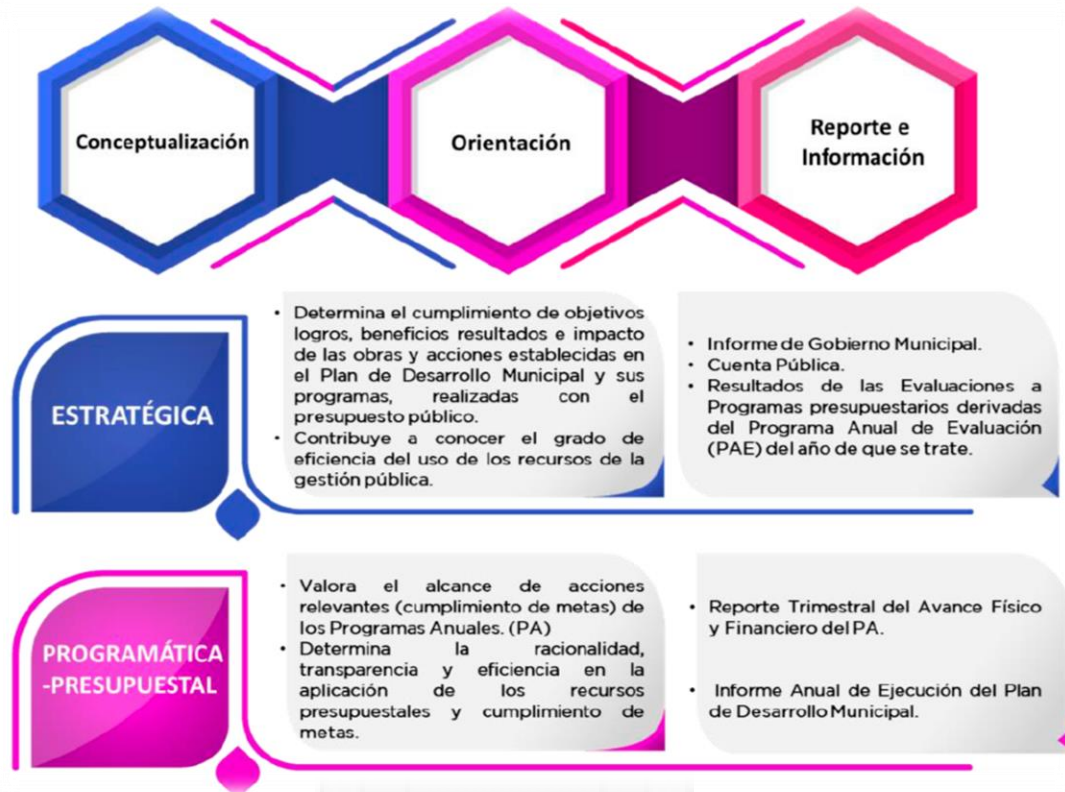 Conceptualización
Orientación
Reporte e
Información
ESTRATÉGICA
• Determina el cumplimiento de objetivos
logros, beneficios resultados e impacto
de las obras y acciones establecidas en
el Plan de Desarrollo Municipal y sus
programas, realizadas con el
presupuesto público.
• Contribuye a conocer el grado de
eficiencia del uso de los recursos de la
gestión pública.
• Informe de Gobierno Municipal.
• Cuenta Pública.
• Resultados de las Evaluaciones a
Programas presupuestarios derivadas
del Programa Anual de Evaluación
(PAE) del año de que se trate.
PROGRAMÁTICA
-PRESUPUESTAL
• Valora el alcance de acciones
relevantes (cumplimiento de metas) de
los Programas Anuales. (PA)
• Determina la racionalidad,
transparencia y eficiencia en la
aplicación de los recursos
presupuestales y cumplimiento de
metas.
• Reporte Trimestral del Avance Físico
y Financiero del PA.
• Informe Anual de Ejecución del Plan
de Desarrollo Municipal.